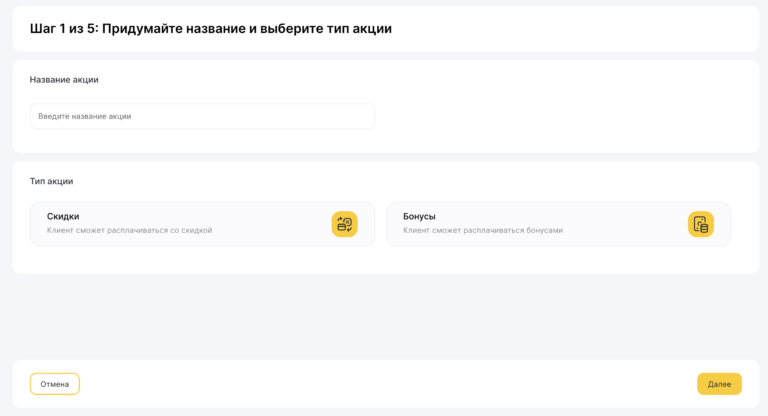 Шаг 1 из 5: Придумайте название и выберите тип акции
Название акции
Введите название акции
Тип акции
Скидки
Клиент сможет расплачиваться со скидкой
Бонусы
Клиент сможет расплачиваться бонусами
Отмена
Далее